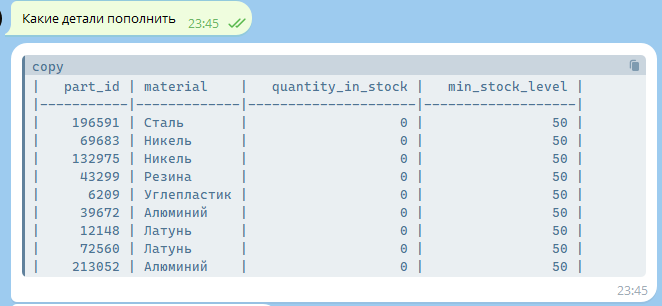 Какие детали пополнить 23:45
copy
| part_id | material | quantity_in_stock | min_stock_level |
|----------|------------|---------------------|-------------------|
| 196591 | Сталь | 0 | 50 |
| 69683 | Никель | 0 | 50 |
| 132975 | Никель | 0 | 50 |
| 43299 | Резина | 0 | 50 |
| 6209 | Углепластик | 0 | 50 |
| 39672 | Алюминий | 0 | 50 |
| 12148 | Латунь | 0 | 50 |
| 72560 | Латунь | 0 | 50 |
| 213052 | Алюминий | 0 | 50 |
23:45